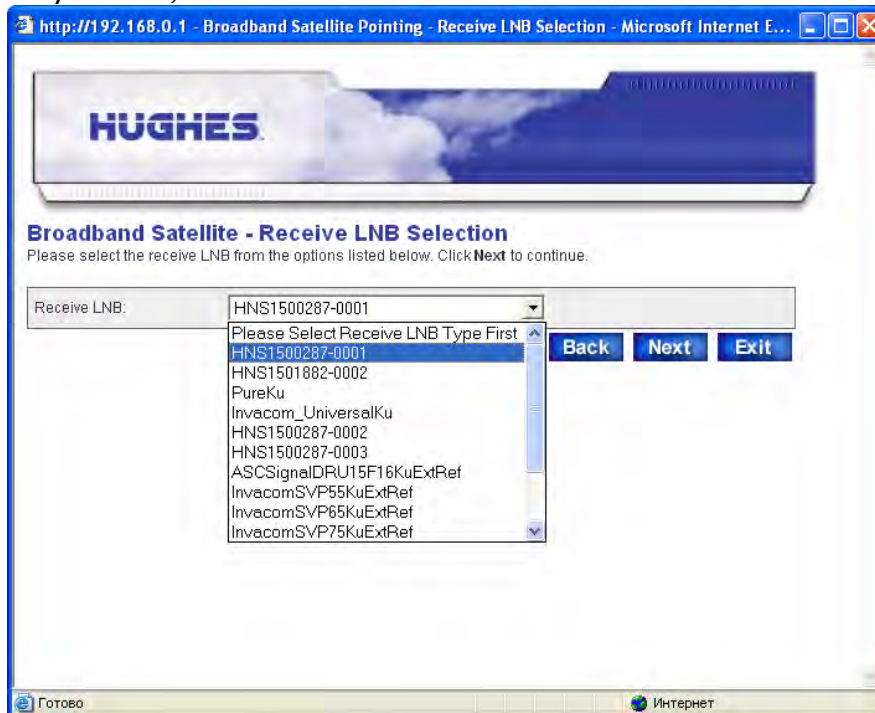 http://192.168.0.1 - Broadband Satellite Pointing - Receive LNB Selection - Microsoft Internet E...
HUGHES.
Broadband Satellite - Receive LNB Selection
Please select the receive LNB from the options listed below. Click Next to continue.
Receive LNB:
HNS1500287-0001
Please Select Receive LNB Type First
HNS1500287-0001
HNS1501882-0002
PureKu
Invacom_UniversalKu
HNS1500287-0002
HNS1500287-0003
ASCSignalDRU15F16KuExtRef
InvacomSVP55KuExtRef
InvacomSVP65KuExtRef
InvacomSVP75KuExtRef
Back Next Exit
Готово Интернет